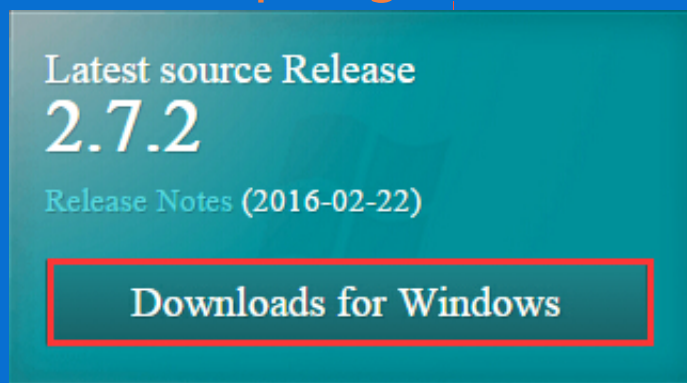 Latest source Release
2.7.2
Release Notes (2016-02-22)
Downloads for Windows